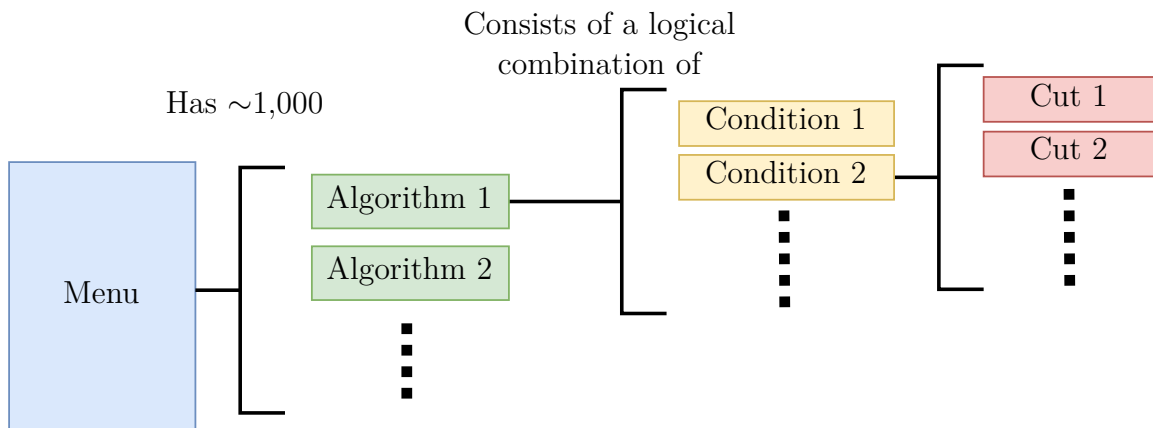 Consists of a logical
combination of
Has ~1,000
Menu
Algorithm 1
Algorithm 2
Condition 1
Condition 2
Cut 1
Cut 2